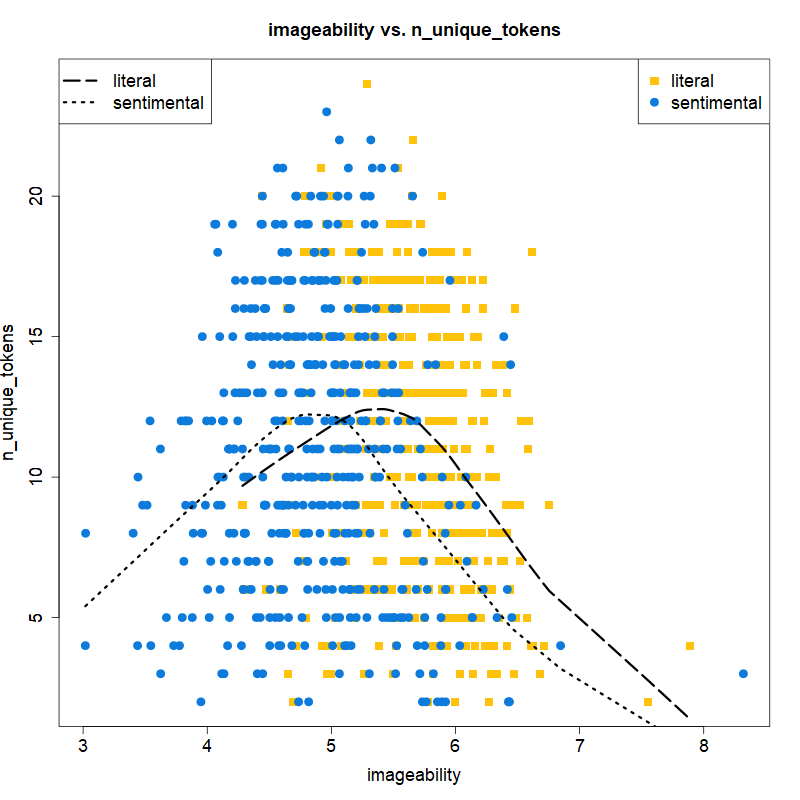 imageability vs. n_unique_tokens
literal
sentimental
literal
sentimental
n_unique_tokens
20
15
10
5
3 4 5 6 7 8
imageability